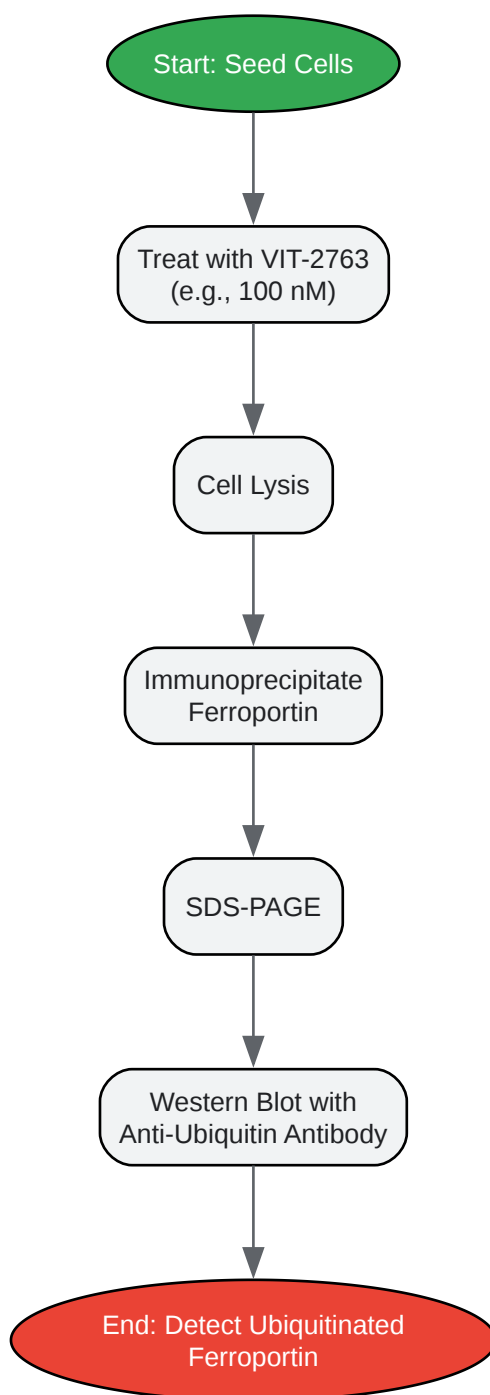 Start: Seed Cells
Treat with VIT-2763
(e.g., 100 nM)
Cell Lysis
Immunoprecipitate
Ferroportin
SDS-PAGE
Western Blot with
Anti-Ubiquitin Antibody
End: Detect Ubiquitinated
Ferroportin